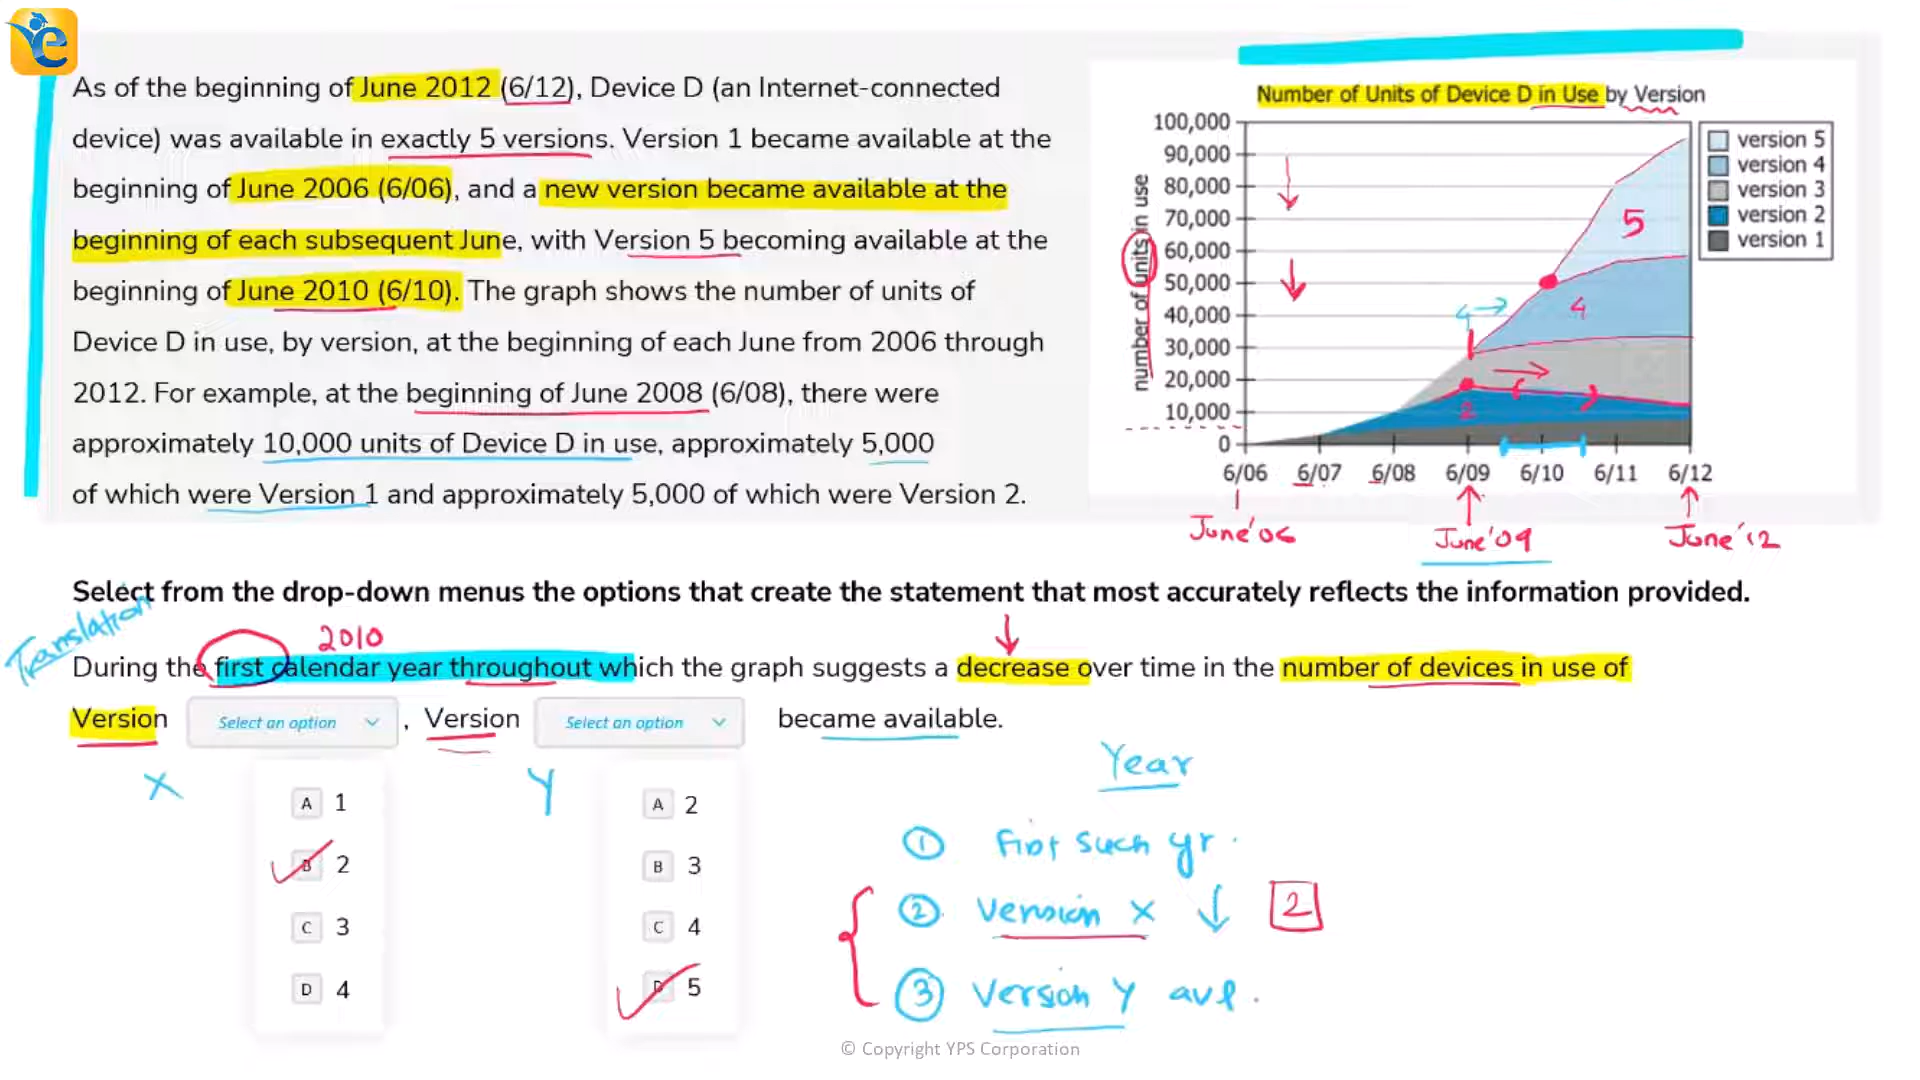 e
As of the beginning of June 2012 (6/12), Device D (an Internet-connected
device) was available in exactly 5 versions. Version 1 became available at the
beginning of June 2006 (6/06), and a new version became available at the
beginning of each subsequent June, with Version 5 becoming available at the
beginning of June 2010 (6/10). The graph shows the number of units of
Device D in use, by version, at the beginning of each June from 2006 through
2012. For example, at the beginning of June 2008 (6/08), there were
approximately 10,000 units of Device D in use, approximately 5,000
of which were Version 1 and approximately 5,000 of which were Version 2.
Number of Units of Device D in Use by Version
number of units in use
100,000
90,000
80,000
70,000
60,000
50,000
40,000
30,000
20,000
10,000
0
5
4
4
2
version 5
version 4
version 3
version 2
version 1
6/06 6/07 6/08 6/09 6/10 6/11 6/12
June'06 June'09 June'12
Select from the drop-down menus the options that create the statement that most accurately reflects the information provided.
Translation
2010
During the first calendar year throughout which the graph suggests a decrease over time in the number of devices in use of
Version Select an option , Version Select an option became available.
X Y
A 1
B 2
C 3
D 4
A 2
B 3
C 4
D 5
Year
1 First such yr.
2 Version X ↓ 2
3 Version Y avl.
© Copyright YPS Corporation